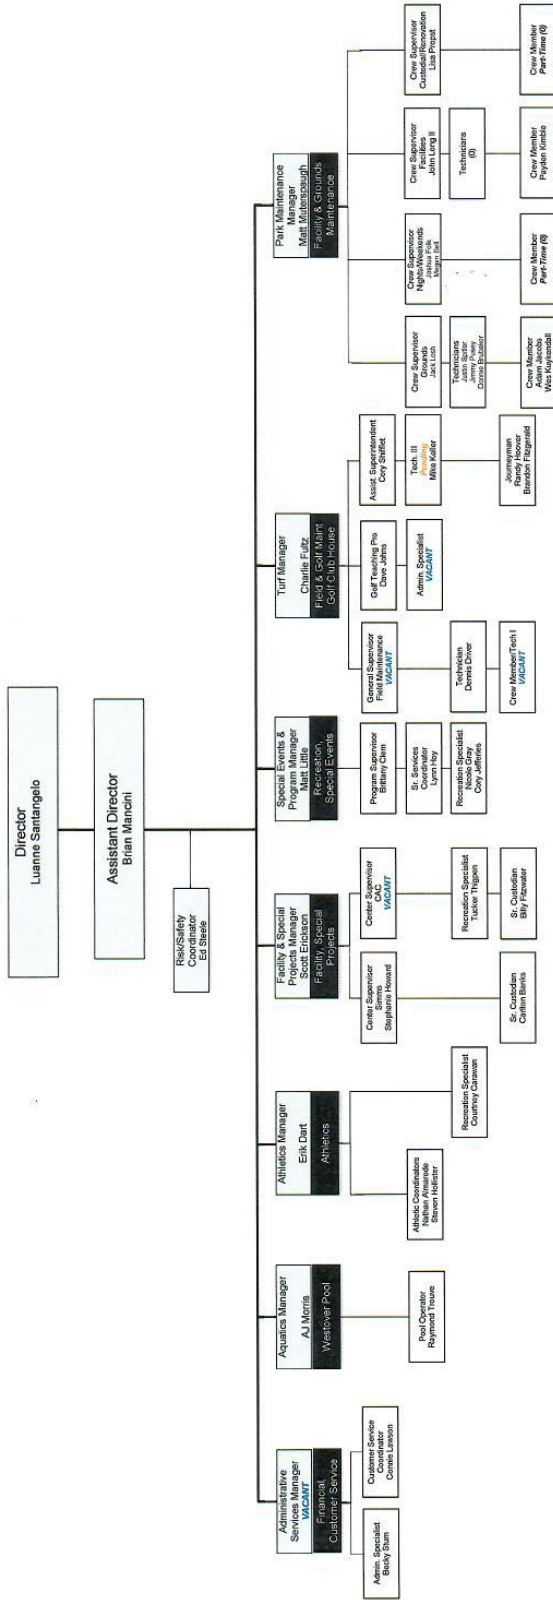 Director
Luanne Santangelo
Assistant Director
Brian Mancini
Risk/Safety
Coordinator
Ed Steele
Administrative
Services Manager
VACANT
Financial,
Customer Service
Admin. Specialist
Becky Stum
Customer Service
Coordinator
Connie Lawson
Aquatics Manager
AJ Morris
Westover Pool
Pool Operator
Raymond Trouve
Athletics Manager
Erik Dart
Athletics
Athletic Coordinators
Nathan Almarode
Steven Hollister
Recreation Specialist
Courtney Carawan
Facility & Special
Projects Manager
Scott Erickson
Facility, Special
Projects
Center Supervisor
Simms
Stephanie Howard
Sr. Custodian
Carlton Banks
Center Supervisor
CAC
VACANT
Recreation Specialist
Tucker Thigpen
Sr. Custodian
Billy Fitzwater
Special Events &
Program Manager
Matt Little
Recreation,
Special Events
Program Supervisor
Brittany Clem
Sr. Services
Coordinator
Lynn Hoy
Recreation Specialist
Nicole Gray
Cory Jefferies
Turf Manager
Charlie Fultz
Field & Golf Maint
Golf Club House
General Supervisor
Field Maintenance
VACANT
Technician
Dennis Driver
Crew Member/Tech I
VACANT
Golf Teaching Pro
Dave Johns
Admin. Specialist
VACANT
Assist. Superintendent
Cory Shifflet
Tech. III
Pending
Mike Keller
Journeyman
Randy Hoover
Brandon Fitzgerald
Park Maintenance
Manager
Matt Muterspaugh
Facility & Grounds
Maintenance
Crew Supervisor
Grounds
Jack Losh
Technicians
Justin Spitler
Jimmy Pusey
Donnie Brubaker
Crew Member
Adam Jacobs
Wes Kuykendall
Crew Supervisor
Nights/Weekends
Joshua Folk
Megan Bell
Crew Member
Part-Time (0)
Crew Supervisor
Facilities
John Long II
Technicians
(0)
Crew Member
Payden Kimble
Crew Supervisor
Custodial/Renovation
Lisa Propst
Crew Member
Part-Time (0)